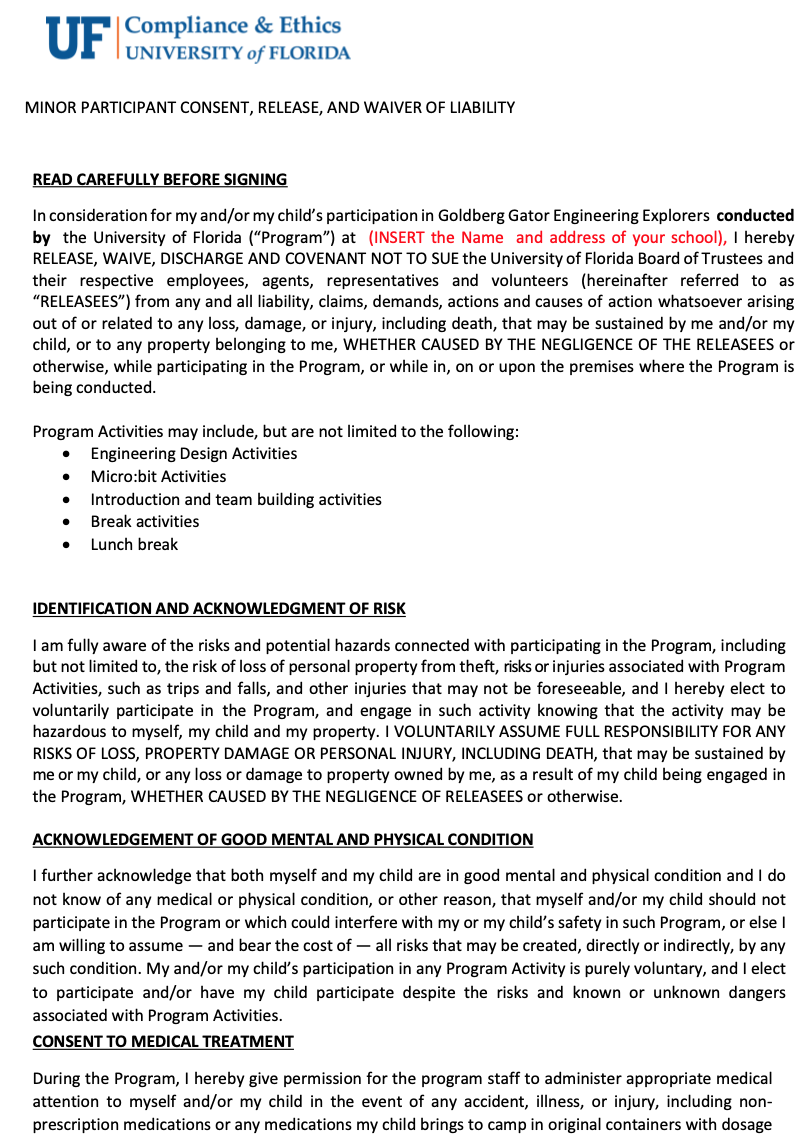 UF Compliance & Ethics
UNIVERSITY of FLORIDA
MINOR PARTICIPANT CONSENT, RELEASE, AND WAIVER OF LIABILITY
READ CAREFULLY BEFORE SIGNING
In consideration for my and/or my child’s participation in Goldberg Gator Engineering Explorers conducted
by the University of Florida (“Program”) at (INSERT the Name and address of your school), I hereby
RELEASE, WAIVE, DISCHARGE AND COVENANT NOT TO SUE the University of Florida Board of Trustees and
their respective employees, agents, representatives and volunteers (hereinafter referred to as
“RELEASEES”) from any and all liability, claims, demands, actions and causes of action whatsoever arising
out of or related to any loss, damage, or injury, including death, that may be sustained by me and/or my
child, or to any property belonging to me, WHETHER CAUSED BY THE NEGLIGENCE OF THE RELEASEES or
otherwise, while participating in the Program, or while in, on or upon the premises where the Program is
being conducted.
Program Activities may include, but are not limited to the following:
• Engineering Design Activities
• Micro:bit Activities
• Introduction and team building activities
• Break activities
• Lunch break
IDENTIFICATION AND ACKNOWLEDGMENT OF RISK
I am fully aware of the risks and potential hazards connected with participating in the Program, including
but not limited to, the risk of loss of personal property from theft, risks or injuries associated with Program
Activities, such as trips and falls, and other injuries that may not be foreseeable, and I hereby elect to
voluntarily participate in the Program, and engage in such activity knowing that the activity may be
hazardous to myself, my child and my property. I VOLUNTARILY ASSUME FULL RESPONSIBILITY FOR ANY
RISKS OF LOSS, PROPERTY DAMAGE OR PERSONAL INJURY, INCLUDING DEATH, that may be sustained by
me or my child, or any loss or damage to property owned by me, as a result of my child being engaged in
the Program, WHETHER CAUSED BY THE NEGLIGENCE OF RELEASEES or otherwise.
ACKNOWLEDGEMENT OF GOOD MENTAL AND PHYSICAL CONDITION
I further acknowledge that both myself and my child are in good mental and physical condition and I do
not know of any medical or physical condition, or other reason, that myself and/or my child should not
participate in the Program or which could interfere with my or my child’s safety in such Program, or else I
am willing to assume — and bear the cost of — all risks that may be created, directly or indirectly, by any
such condition. My and/or my child’s participation in any Program Activity is purely voluntary, and I elect
to participate and/or have my child participate despite the risks and known or unknown dangers
associated with Program Activities.
CONSENT TO MEDICAL TREATMENT
During the Program, I hereby give permission for the program staff to administer appropriate medical
attention to myself and/or my child in the event of any accident, illness, or injury, including non-
prescription medications or any medications my child brings to camp in original containers with dosage